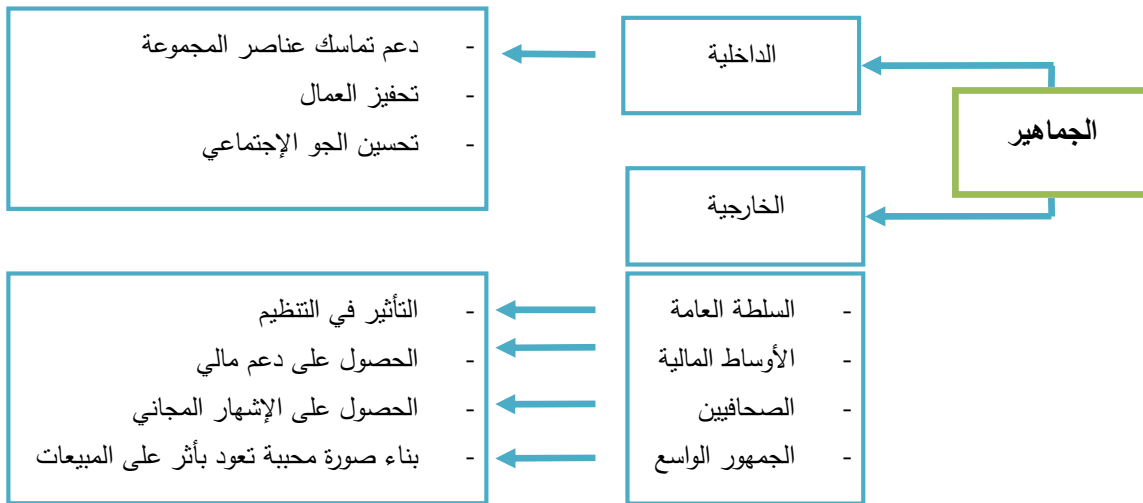 الجماهير
الداخلية
- دعم تماسك عناصر المجموعة
- تحفيز العمال
- تحسين الجو الإجتماعي
الخارجية
- السلطة العامة
- الأوساط المالية
- الصحافيين
- الجمهور الواسع
- التأثير في التنظيم
- الحصول على دعم مالي
- الحصول على الإشهار المجاني
- بناء صورة محببة تعود بأثر على المبيعات